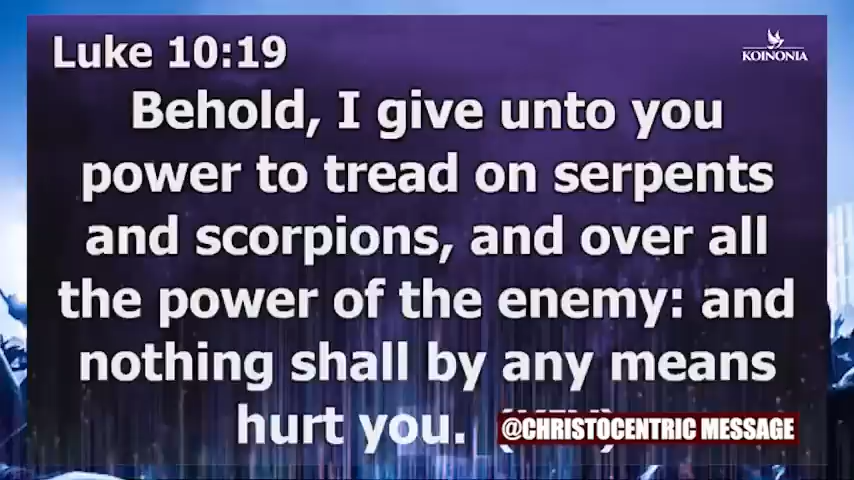 Luke 10:19
KOINONIA
Behold, I give unto you
power to tread on serpents
and scorpions, and over all
the power of the enemy: and
nothing shall by any means
hurt you.
@CHRISTOCENTRIC MESSAGE